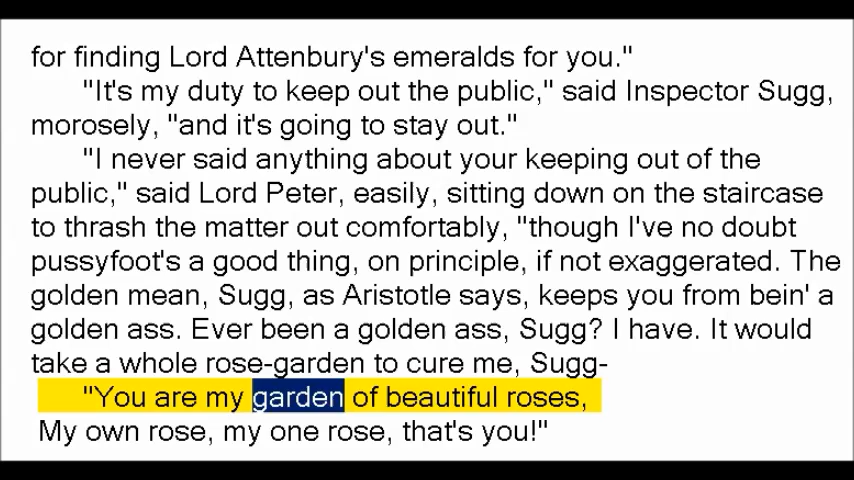 for finding Lord Attenbury's emeralds for you."
"It's my duty to keep out the public," said Inspector Sugg,
morosely, "and it's going to stay out."
"I never said anything about your keeping out of the
public," said Lord Peter, easily, sitting down on the staircase
to thrash the matter out comfortably, "though I've no doubt
pussyfoot's a good thing, on principle, if not exaggerated. The
golden mean, Sugg, as Aristotle says, keeps you from bein' a
golden ass. Ever been a golden ass, Sugg? I have. It would
take a whole rose-garden to cure me, Sugg-
"You are my garden of beautiful roses,
My own rose, my one rose, that's you!"